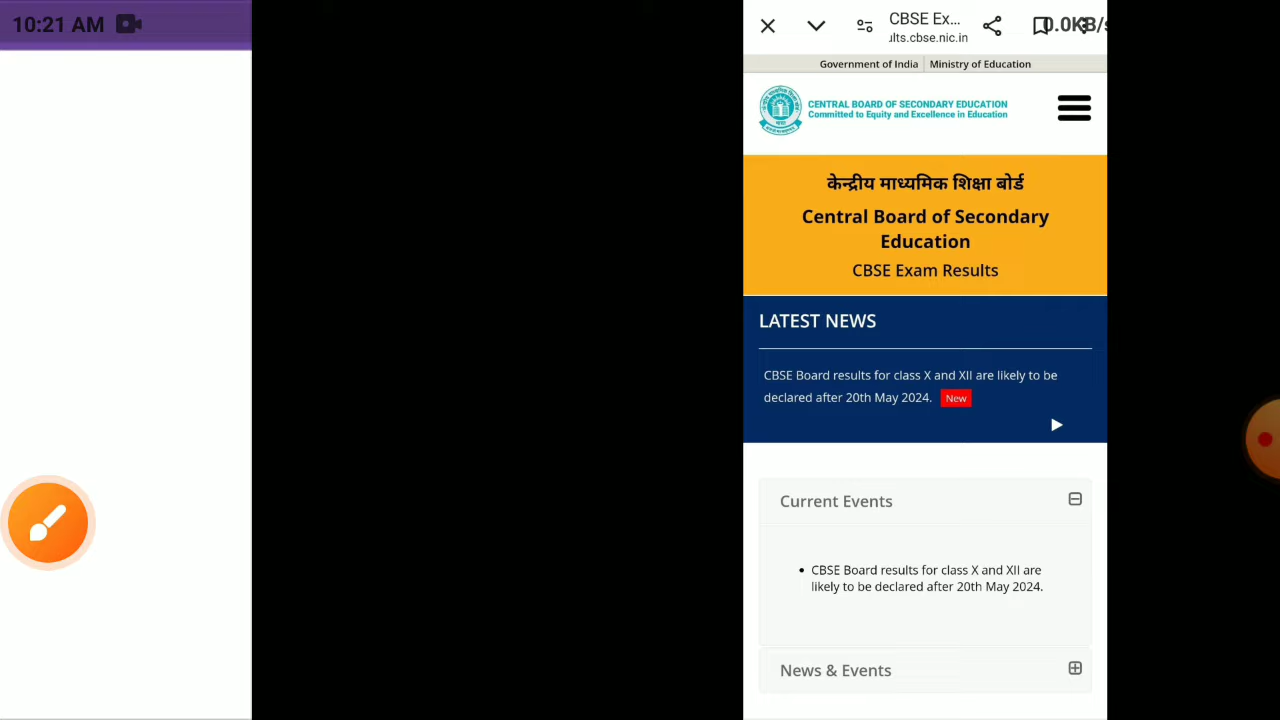 10:21 AM
CBSE Ex...
ılts.cbse.nic.in
0.0KB/s
Government of India
Ministry of Education
CENTRAL BOARD OF SECONDARY EDUCATION
Committed to Equity and Excellence in Education
केन्द्रीय माध्यमिक शिक्षा बोर्ड
Central Board of Secondary
Education
CBSE Exam Results
LATEST NEWS
CBSE Board results for class X and XII are likely to be
declared after 20th May 2024. New
Current Events
• CBSE Board results for class X and XII are
likely to be declared after 20th May 2024.
News & Events